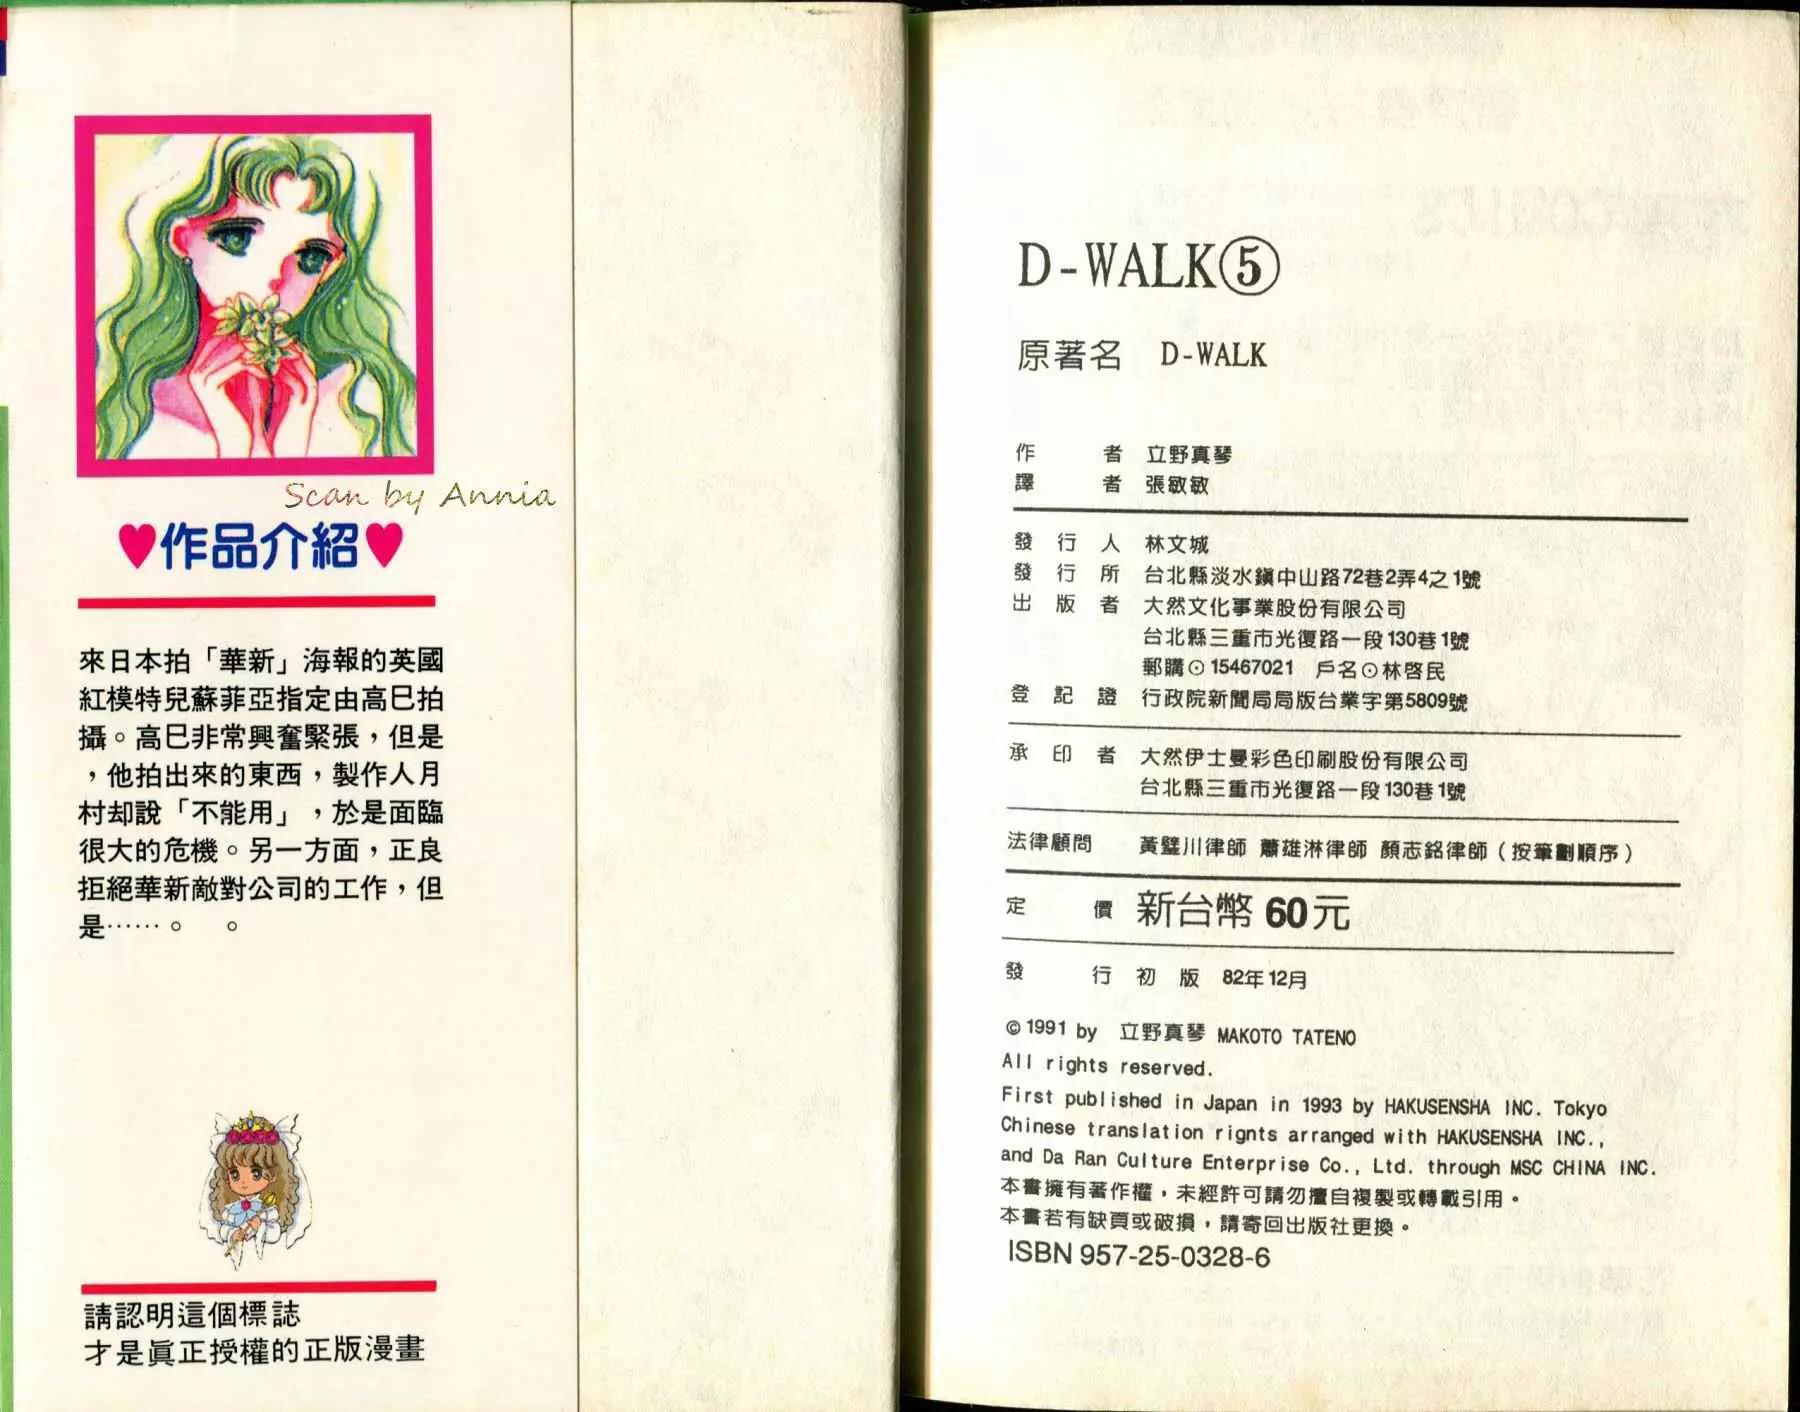 Scan by Annia
♥作品介紹♥
來日本拍「華新」海報的英國
紅模特兒蘇菲亞指定由高巳拍
攝。高巳非常興奮緊張，但是
，他拍出來的東西，製作人月
村却說「不能用」，於是面臨
很大的危機。另一方面，正良
拒絕華新敵對公司的工作，但
是……。 。
請認明這個標誌
才是眞正授權的正版漫畫
D-WALK⑤
原著名 D-WALK
作者 立野真琴
譯者 張敏敏
發行人 林文城
發行所 台北縣淡水鎭中山路72巷2弄4之1號
出版者 大然文化事業股份有限公司
台北縣三重市光復路一段130巷1號
郵購⊙15467021 戶名⊙林啓民
登記證 行政院新聞局局版台業字第5809號
承印者 大然伊士曼彩色印刷股份有限公司
台北縣三重市光復路一段130巷1號
法律顧問 黃璧川律師 蕭雄淋律師 顏志銘律師（按筆劃順序）
定價 新台幣60元
發行初版 82年12月
©1991 by 立野真琴 MAKOTO TATENO
All rights reserved.
First published in Japan in 1993 by HAKUSENSHA INC. Tokyo
Chinese translation rignts arranged with HAKUSENSHA INC.,
and Da Ran Culture Enterprise Co., Ltd. through MSC CHINA INC.
本書擁有著作權，未經許可請勿擅自複製或轉載引用。
本書若有缺頁或破損，請寄回出版社更換。
ISBN 957-25-0328-6